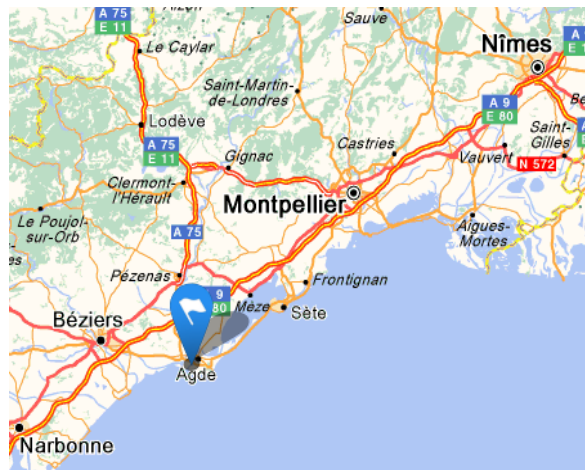 A 75
E 11
Le Caylar
Sauve
Nîmes
Saint-Martin-
de-Londres
A 9
E 80
Lodève
A 75
E 11
Castries
Saint-
Gilles
Gignac
Vauvert
N 572
Clermont-
l'Hérault
Montpellier
Le Poujol-
sur-Orb
Aigues-
Mortes
A 75
Pézenas
Frontignan
9
80
Mèze
Sète
Béziers
Agde
Narbonne